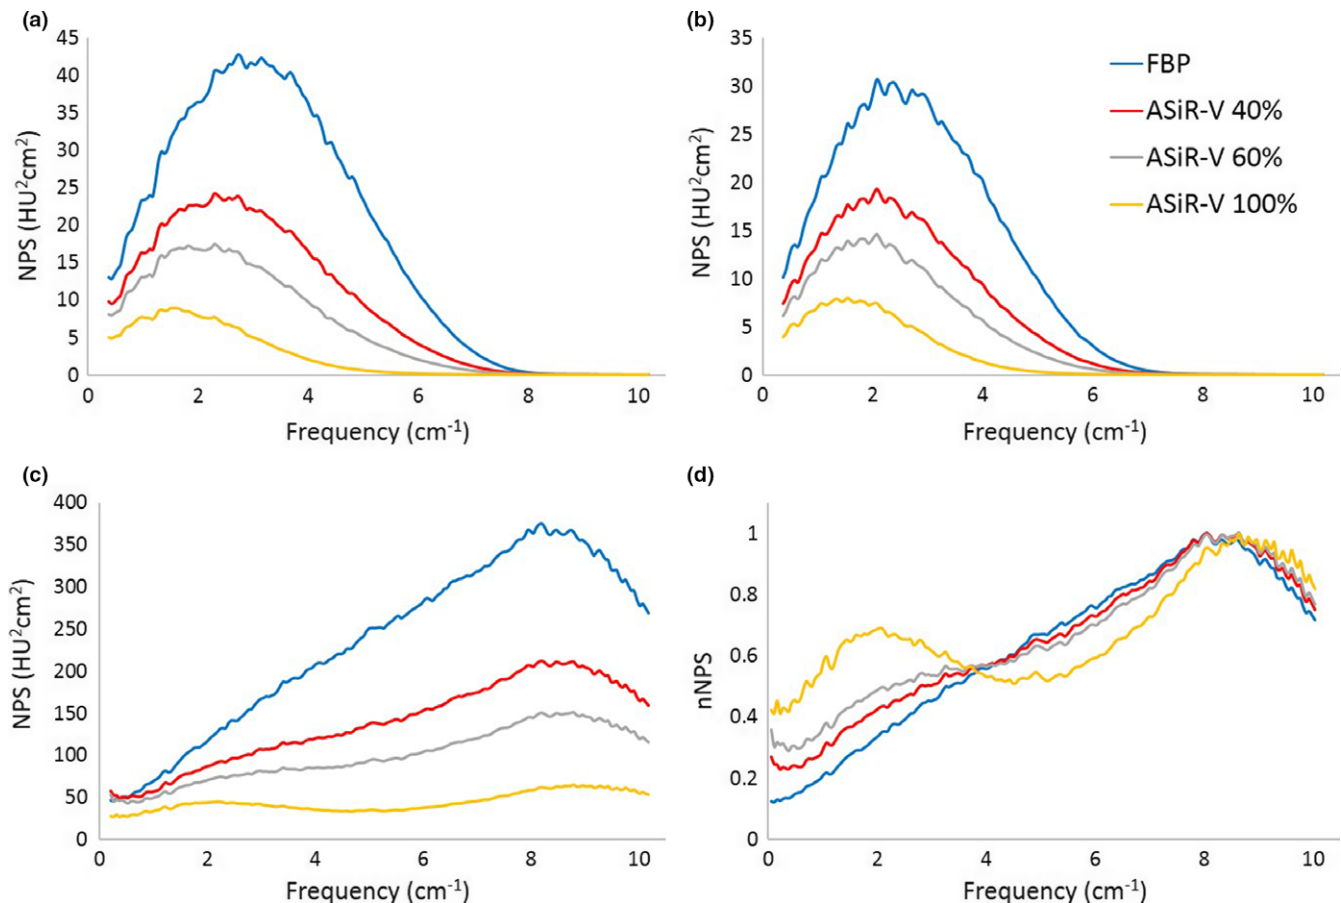 (a)
45
40
35
30
25
20
15
10
5
0
NPS (HU²cm²)
0 2 4 6 8 10
Frequency (cm⁻¹)
(b)
35
30
25
20
15
10
5
0
NPS (HU²cm²)
0 2 4 6 8 10
Frequency (cm⁻¹)
FBP
ASiR-V 40%
ASiR-V 60%
ASiR-V 100%
(c)
400
350
300
250
200
150
100
50
0
NPS (HU²cm²)
0 2 4 6 8 10
Frequency (cm⁻¹)
(d)
1
0.8
0.6
0.4
0.2
0
nNPS
0 2 4 6 8 10
Frequency (cm⁻¹)